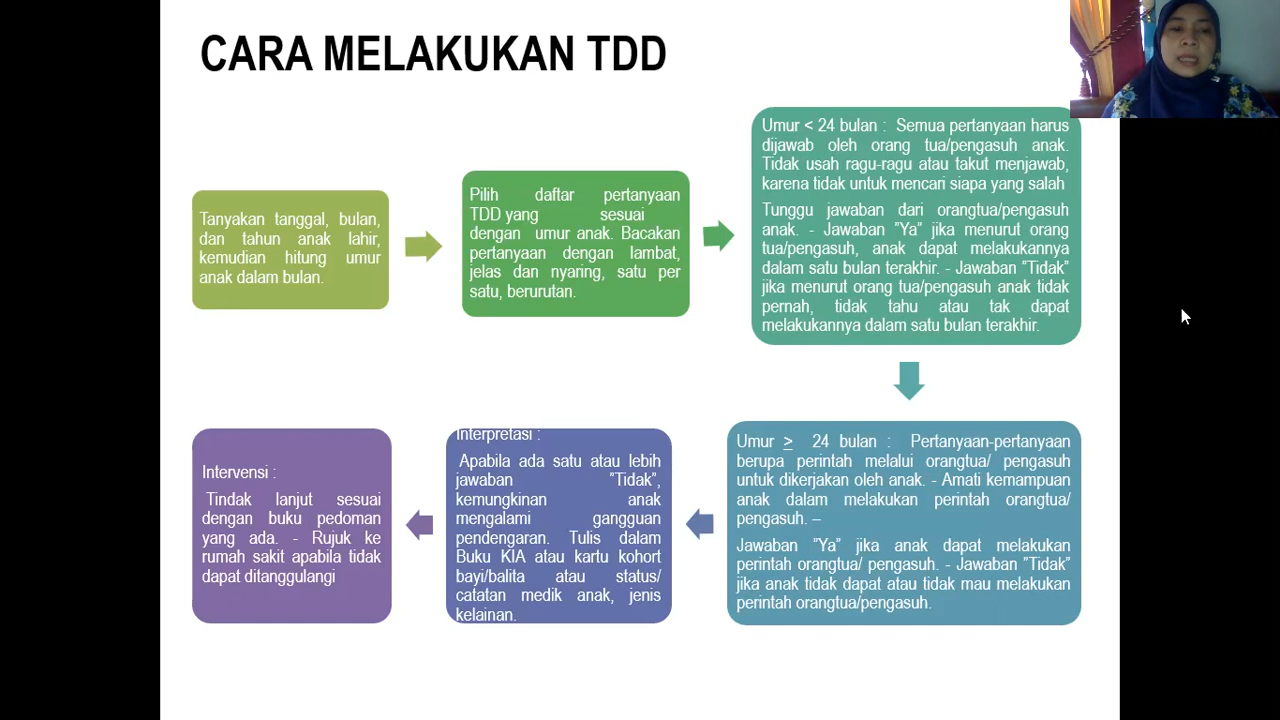 CARA MELAKUKAN TDD
Tanyakan tanggal, bulan,
dan tahun anak lahir,
kemudian hitung umur
anak dalam bulan.
Pilih daftar pertanyaan
TDD yang sesuai
dengan umur anak. Bacakan
pertanyaan dengan lambat,
jelas dan nyaring, satu per
satu, berurutan.
Umur < 24 bulan : Semua pertanyaan harus
dijawab oleh orang tua/pengasuh anak.
Tidak usah ragu-ragu atau takut menjawab,
karena tidak untuk mencari siapa yang salah
Tunggu jawaban dari orangtua/pengasuh
anak. - Jawaban "Ya" jika menurut orang
tua/pengasuh, anak dapat melakukannya
dalam satu bulan terakhir. - Jawaban "Tidak"
jika menurut orang tua/pengasuh anak tidak
pernah, tidak tahu atau tak dapat
melakukannya dalam satu bulan terakhir.
Umur ≥ 24 bulan : Pertanyaan-pertanyaan
berupa perintah melalui orangtua/ pengasuh
untuk dikerjakan oleh anak. - Amati kemampuan
anak dalam melakukan perintah orangtua/
pengasuh. –
Jawaban "Ya" jika anak dapat melakukan
perintah orangtua/ pengasuh. - Jawaban "Tidak"
jika anak tidak dapat atau tidak mau melakukan
perintah orangtua/pengasuh.
Interpretasi :
Apabila ada satu atau lebih
jawaban "Tidak",
kemungkinan anak
mengalami gangguan
pendengaran. Tulis dalam
Buku KIA atau kartu kohort
bayi/balita atau status/
catatan medik anak, jenis
kelainan.
Intervensi :
Tindak lanjut sesuai
dengan buku pedoman
yang ada. - Rujuk ke
rumah sakit apabila tidak
dapat ditanggulangi